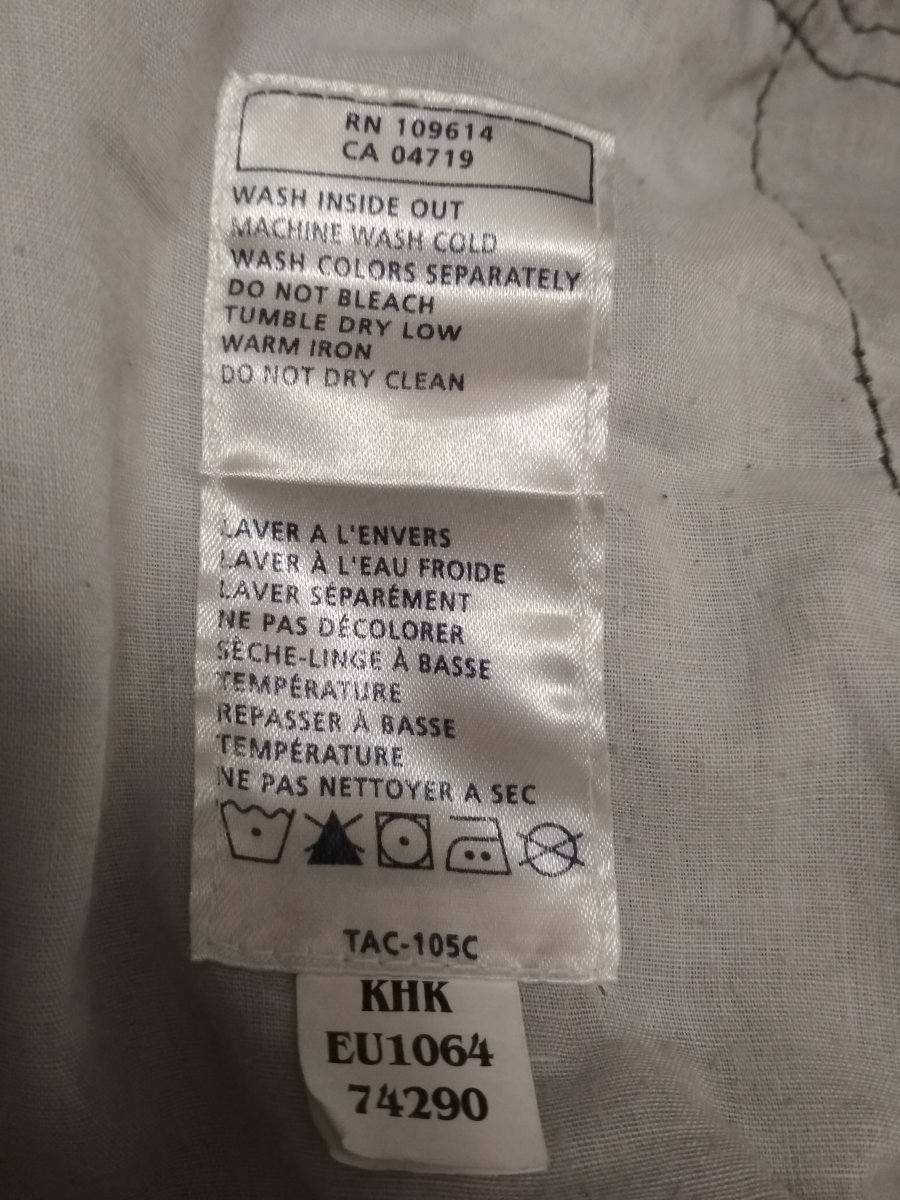 RN 109614
CA 04719
WASH INSIDE OUT
MACHINE WASH COLD
WASH COLORS SEPARATELY
DO NOT BLEACH
TUMBLE DRY LOW
WARM IRON
DO NOT DRY CLEAN
LAVER A L'ENVERS
LAVER À L'EAU FROIDE
LAVER SÉPARÉMENT
NE PAS DÉCOLORER
SÈCHE-LINGE À BASSE
TEMPÉRATURE
REPASSER À BASSE
TEMPÉRATURE
NE PAS NETTOYER A SEC
TAC-105C
KHK
EU1064
74290